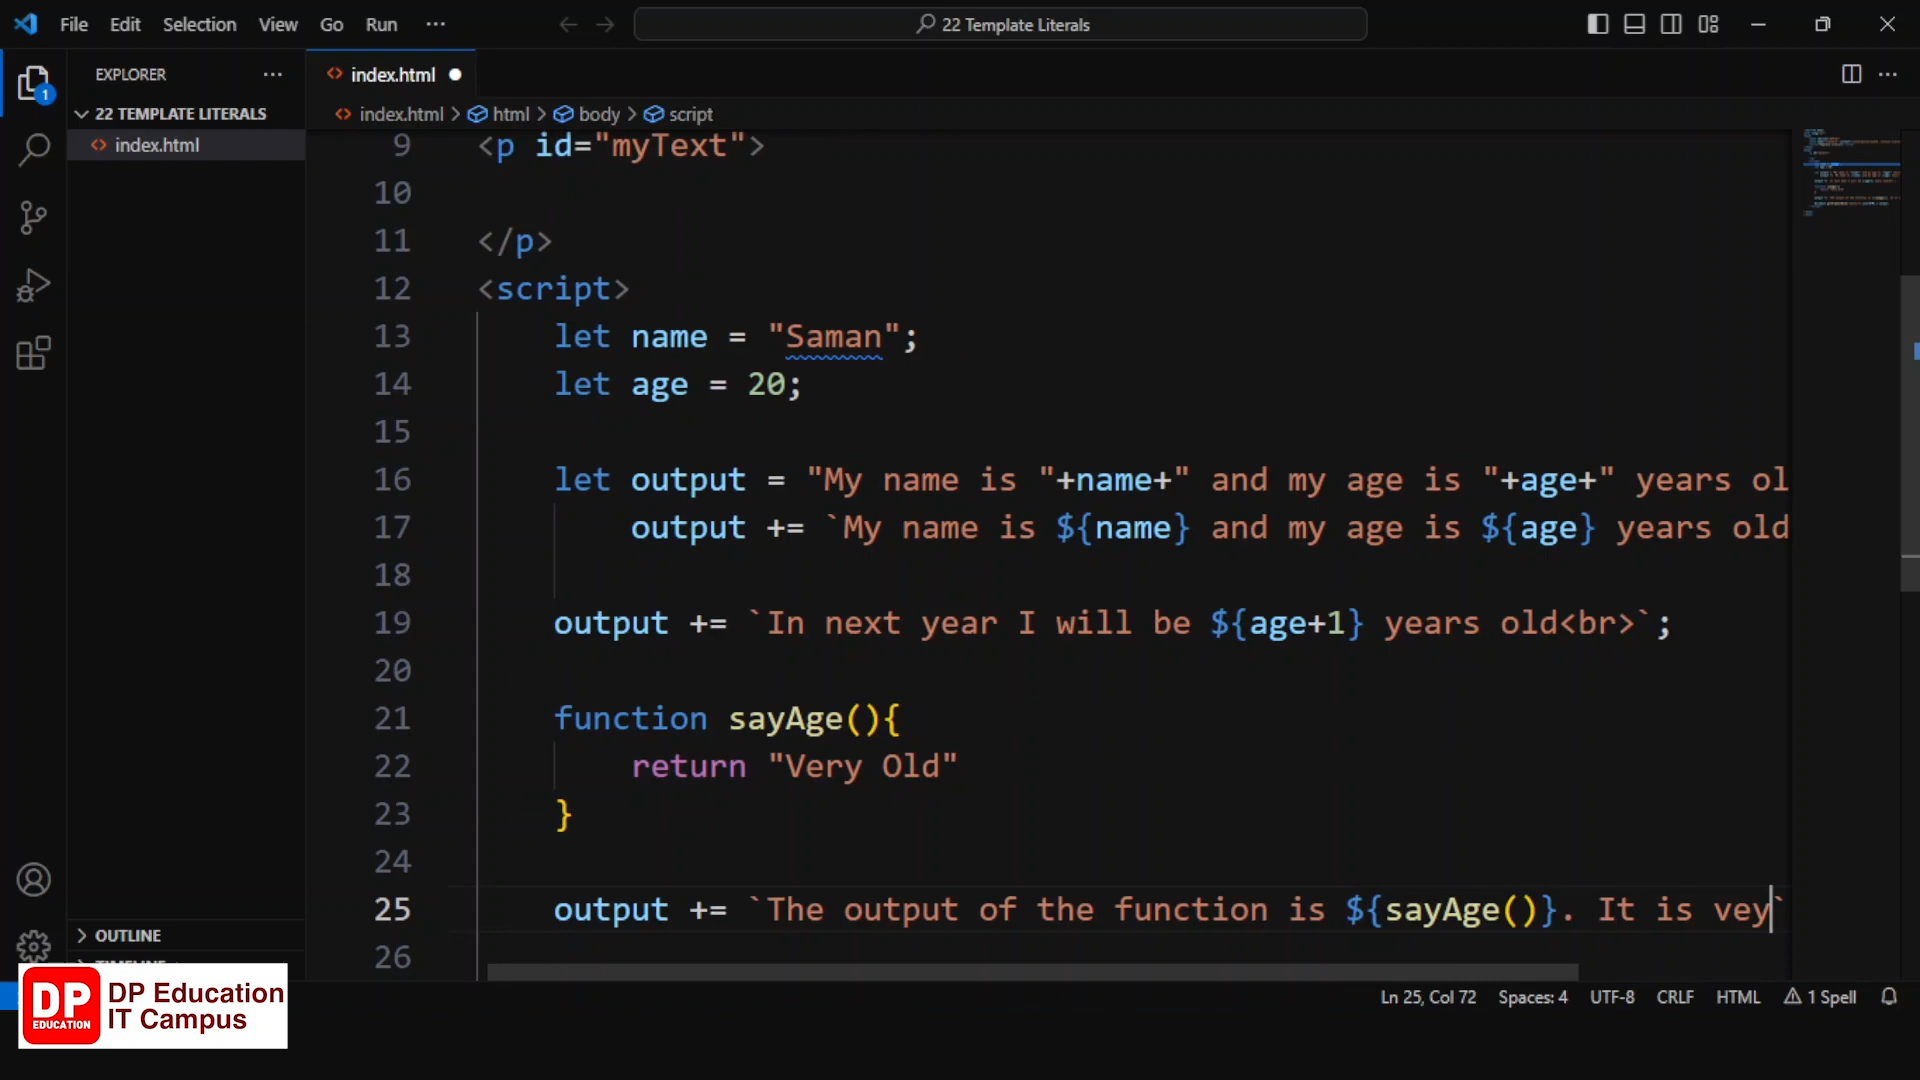 File Edit Selection View Go Run ···
22 Template Literals
EXPLORER ···
22 TEMPLATE LITERALS
index.html
1
index.html
index.html > html > body > script
9 <p id="myText">
10
11 </p>
12 <script>
13 let name = "Saman";
14 let age = 20;
15
16 let output = "My name is "+name+" and my age is "+age+" years ol
17 output += `My name is ${name} and my age is ${age} years old
18
19 output += `In next year I will be ${age+1} years old<br>`;
20
21 function sayAge(){
22 return "Very Old"
23 }
24
25 output += `The output of the function is ${sayAge()}. It is vey`
26
OUTLINE
TIMELINE
DP EDUCATION
DP Education
IT Campus
Ln 25, Col 72 Spaces: 4 UTF-8 CRLF HTML 1 Spell